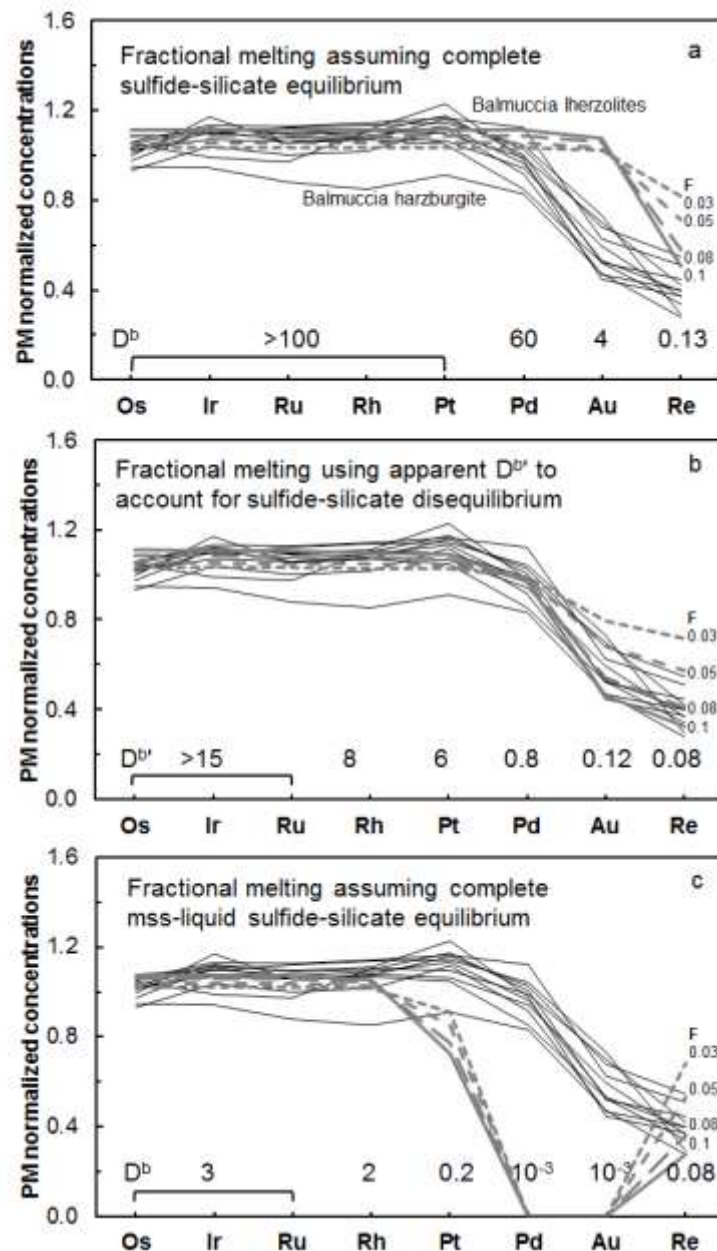 1.6
a
Fractional melting assuming complete
sulfide-silicate equilibrium
Balmuccia lherzolites
1.2
F
0.03
0.8
0.05
Balmuccia harzburgite
0.08
0.4
0.1
Dᵇ >100 60 4 0.13
0.0
Os Ir Ru Rh Pt Pd Au Re
PM normalized concentrations
1.6
b
Fractional melting using apparent Dᵇ' to
account for sulfide-silicate disequilibrium
1.2
F
0.03
0.8
0.05
0.4
0.08
0.1
Dᵇ' >15 8 6 0.8 0.12 0.08
0.0
Os Ir Ru Rh Pt Pd Au Re
PM normalized concentrations
1.6
c
Fractional melting assuming complete
mss-liquid sulfide-silicate equilibrium
1.2
F
0.03
0.8
0.05
0.4
0.08
0.1
Dᵇ 3 2 0.2 10⁻³ 10⁻³ 0.08
0.0
Os Ir Ru Rh Pt Pd Au Re
PM normalized concentrations